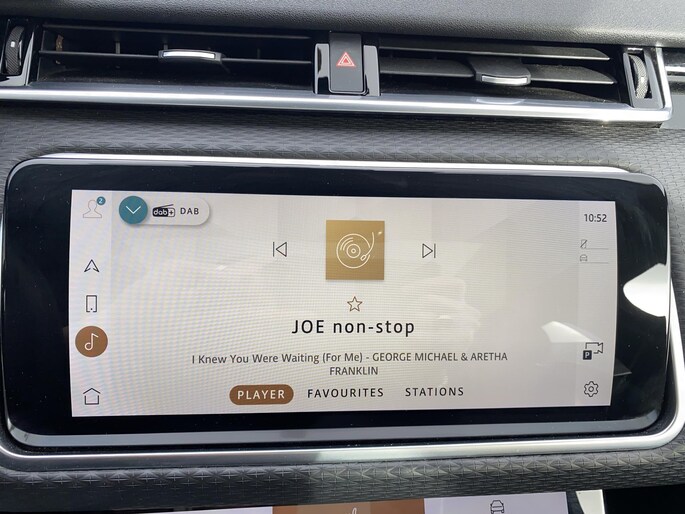 2
dab+ DAB
10:52
JOE non-stop
I Knew You Were Waiting (For Me) - GEORGE MICHAEL & ARETHA
FRANKLIN
P
PLAYER FAVOURITES STATIONS